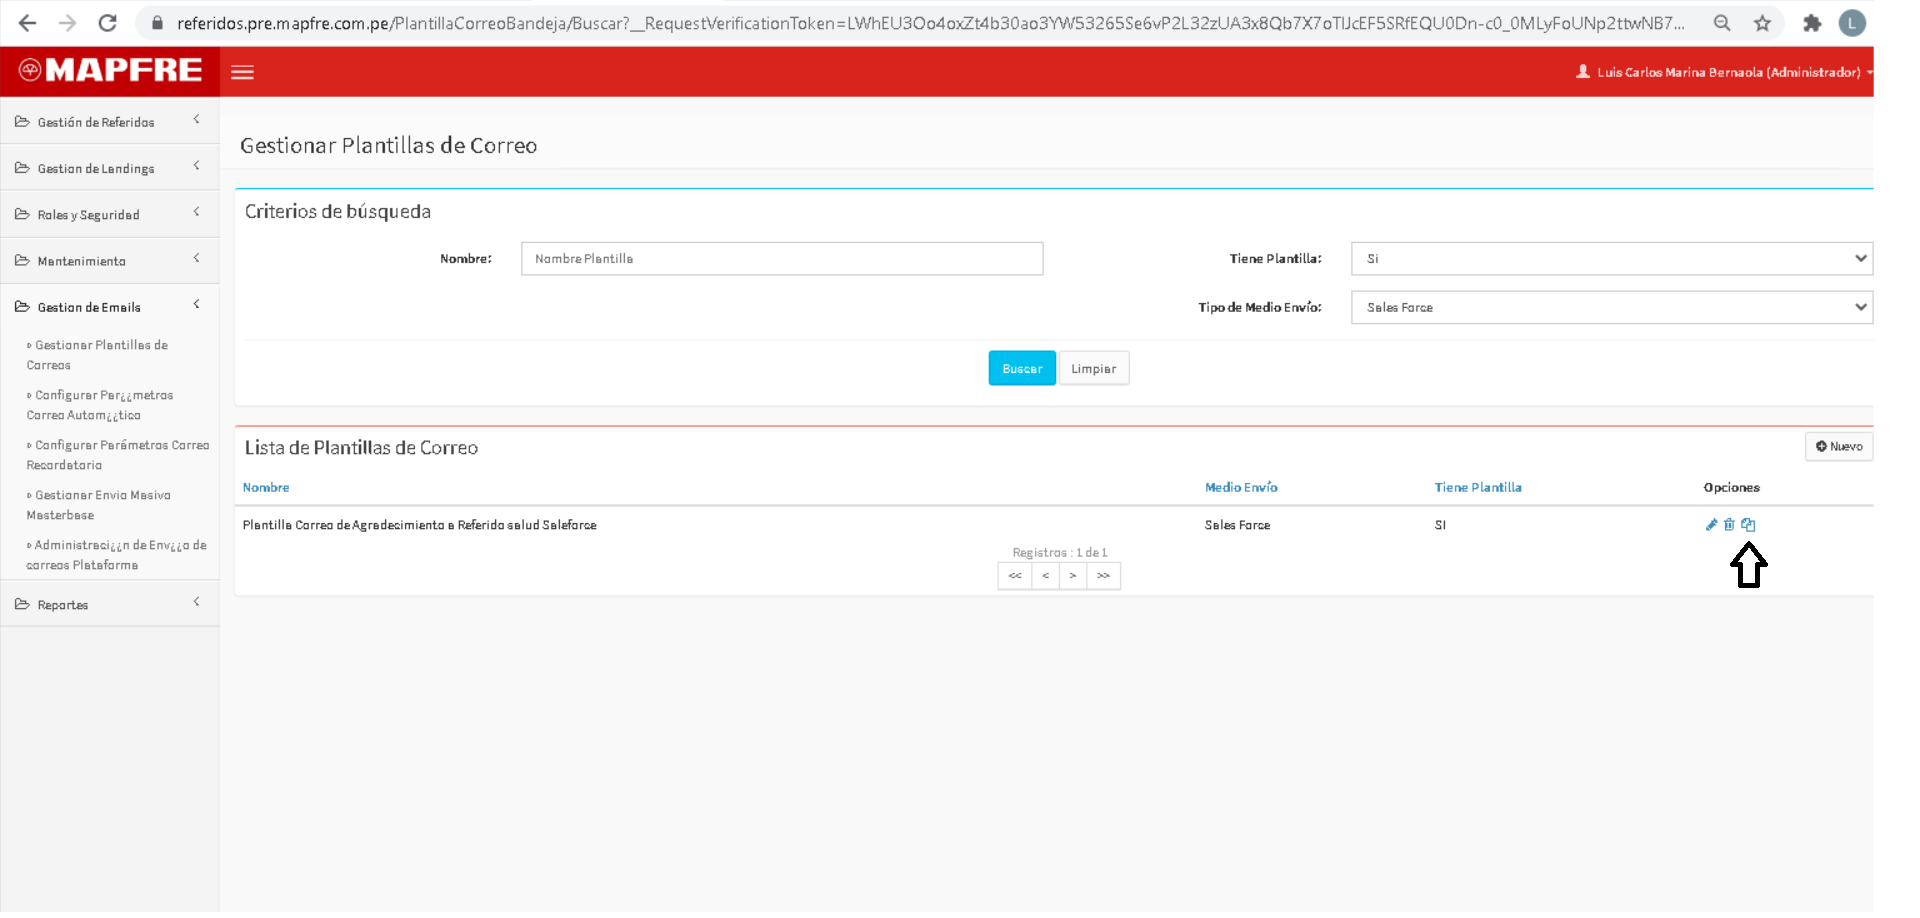 referidos.pre.mapfre.com.pe/PlantillaCorreoBandeja/Buscar?__RequestVerificationToken=LWhEU3Oo4oxZt4b30ao3YW53265Se6vP2L32zUA3x8Qb7X7oTlJcEF5SRfEQU0Dn-c0_0MLyFoUNp2ttwNB7...
L
MAPFRE
Luis Carlos Marina Bernaola (Administrador)
Gestión de Referidos
Gestion de Landings
Roles y Seguridad
Mantenimiento
Gestion de Emails
» Gestionar Plantillas de
Correos
» Configurar Par¿¿metros
Correo Autom¿¿tico
» Configurar Parámetros Correo
Recordatorio
» Gestionar Envio Masivo
Masterbase
» Administraci¿¿n de Env¿¿o de
correos Plataforma
Reportes
Gestionar Plantillas de Correo
Criterios de búsqueda
Nombre:
Nombre Plantilla
Tiene Plantilla:
Si
Tipo de Medio Envío:
Sales Force
Buscar
Limpiar
Lista de Plantillas de Correo
Nuevo
Nombre Medio Envío Tiene Plantilla Opciones
Plantilla Correo de Agradecimiento a Referido salud Saleforce Sales Force SI
Registros : 1 de 1
<< < > >>